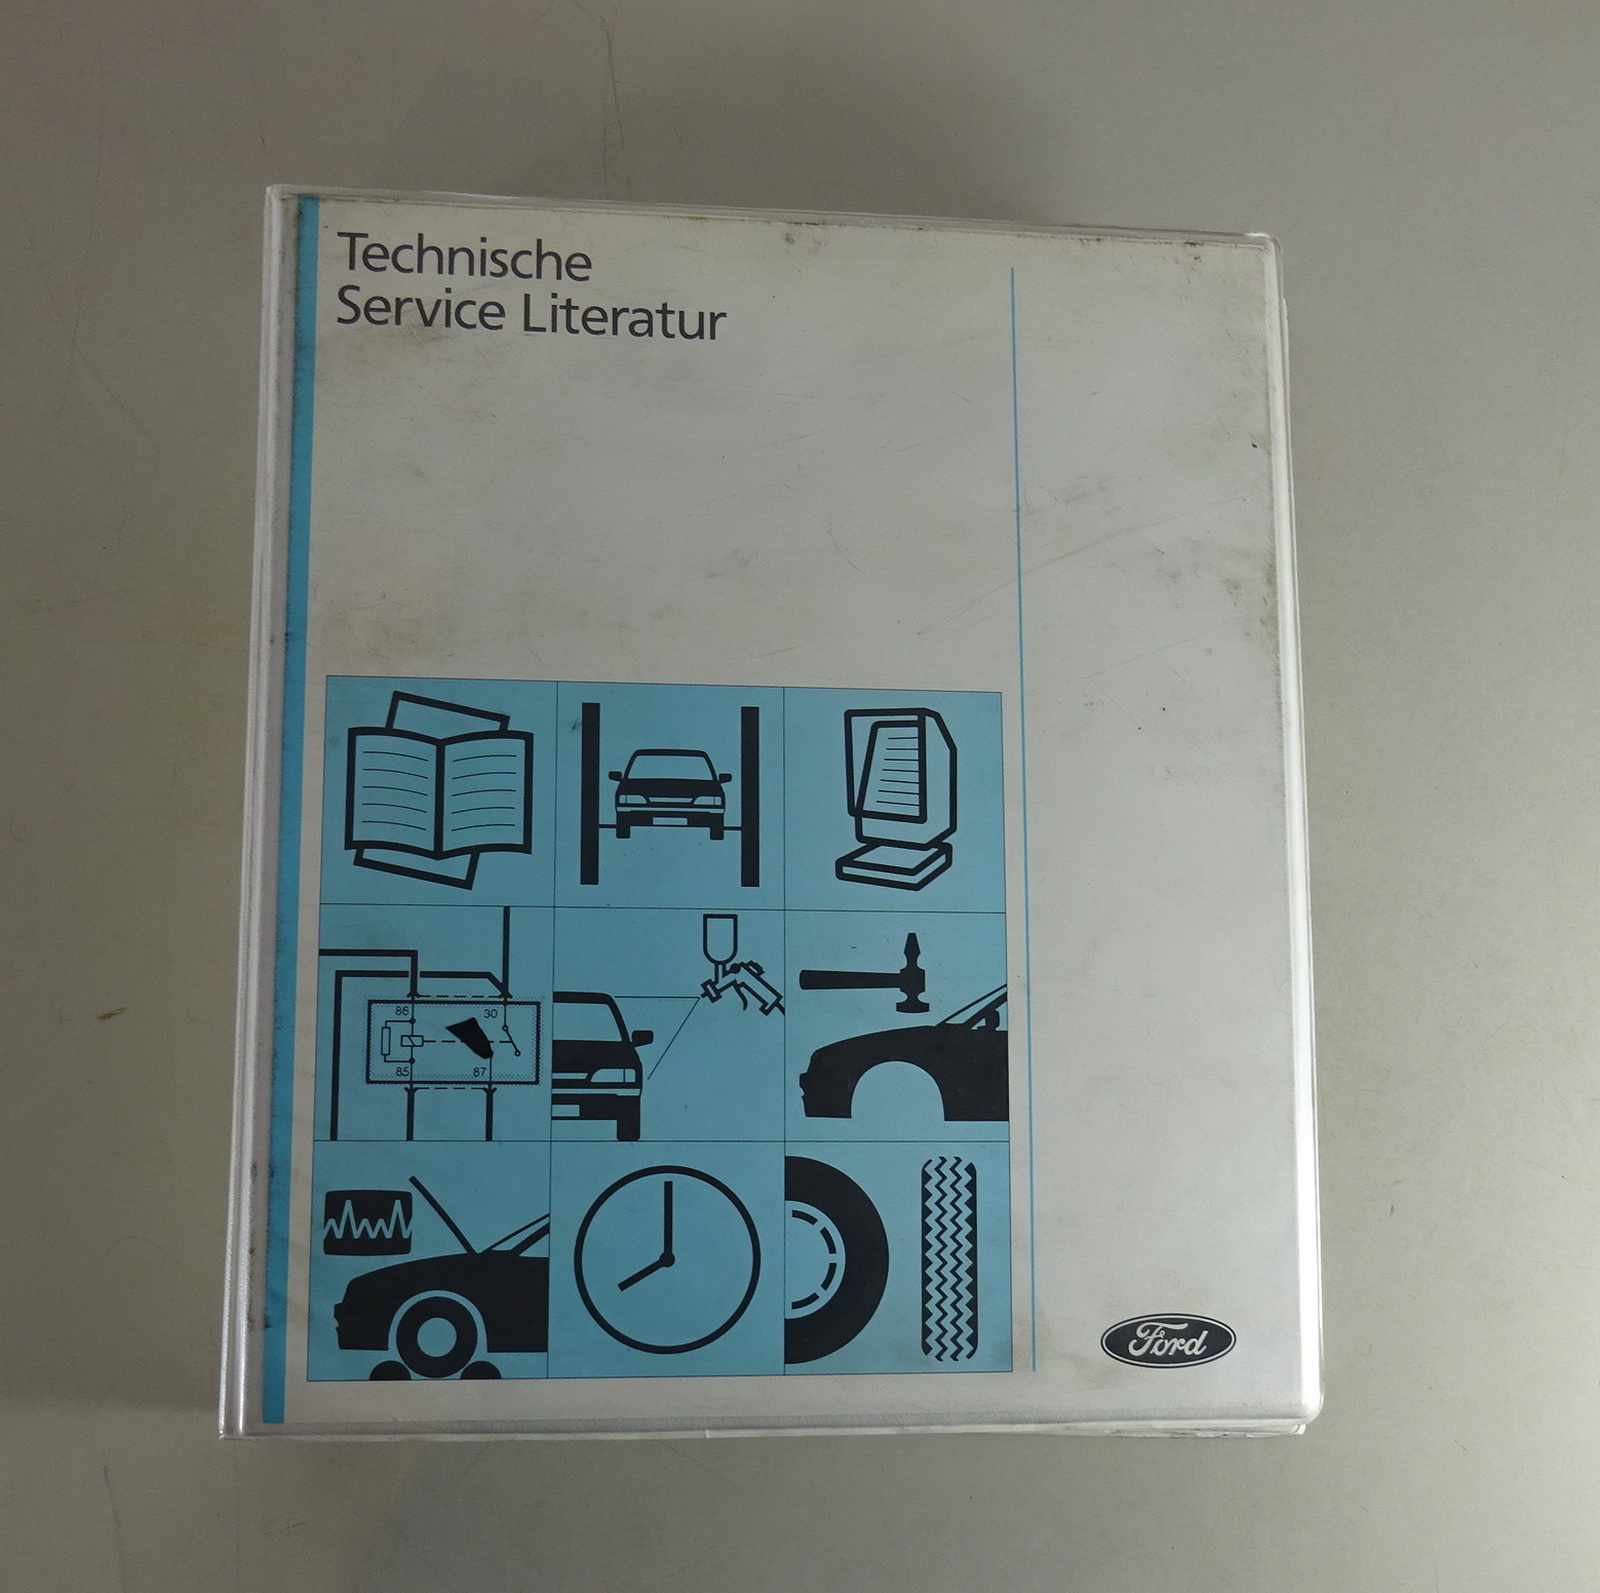 Technische
Service Literatur
86
30
85
87
Ford